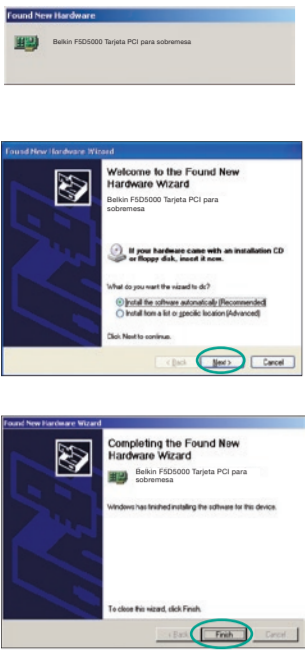 Found New Hardware
Belkin F5D5000 Tarjeta PCI para sobremesa
Found New Hardware Wizard
Welcome to the Found New
Hardware Wizard
Belkin F5D5000 Tarjeta PCI para
sobremesa
If your hardware came with an installation CD
or floppy disk, insert it now.
What do you want the wizard to do?
Install the software automatically (Recommended)
Install from a list or specific location (Advanced)
Click Next to continue.
< Back
Next >
Cancel
Found New Hardware Wizard
Completing the Found New
Hardware Wizard
Belkin F5D5000 Tarjeta PCI para
sobremesa
Windows has finished installing the software for this device.
To close this wizard, click Finish.
< Back
Finish
Cancel